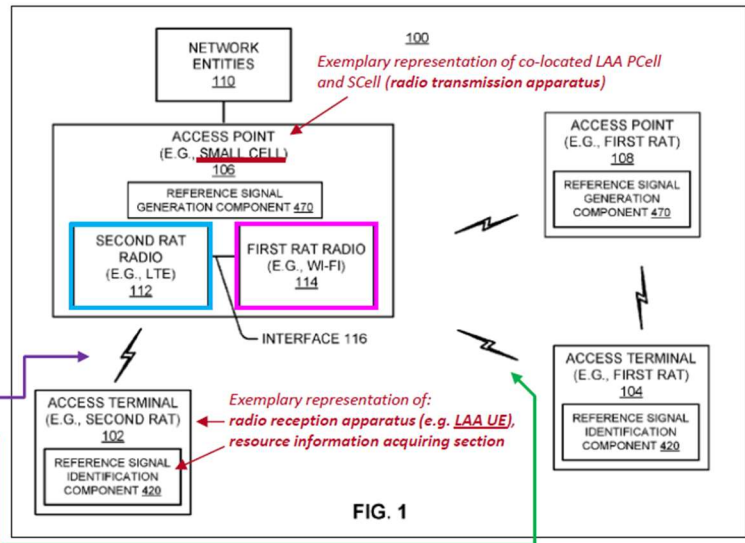 100
NETWORK
ENTITIES
110
Exemplary representation of co-located LAA PCell
and SCell (radio transmission apparatus)
ACCESS POINT
(E.G., SMALL CELL)
106
REFERENCE SIGNAL
GENERATION COMPONENT 470
SECOND RAT
RADIO
(E.G., LTE)
112
FIRST RAT RADIO
(E.G., WI-FI)
114
INTERFACE 116
ACCESS POINT
(E.G., FIRST RAT)
108
REFERENCE SIGNAL
GENERATION
COMPONENT 470
ACCESS TERMINAL
(E.G., SECOND RAT)
102
REFERENCE SIGNAL
IDENTIFICATION
COMPONENT 420
Exemplary representation of:
radio reception apparatus (e.g. LAA UE),
resource information acquiring section
ACCESS TERMINAL
(E.G., FIRST RAT)
104
REFERENCE SIGNAL
IDENTIFICATION
COMPONENT 420
FIG. 1